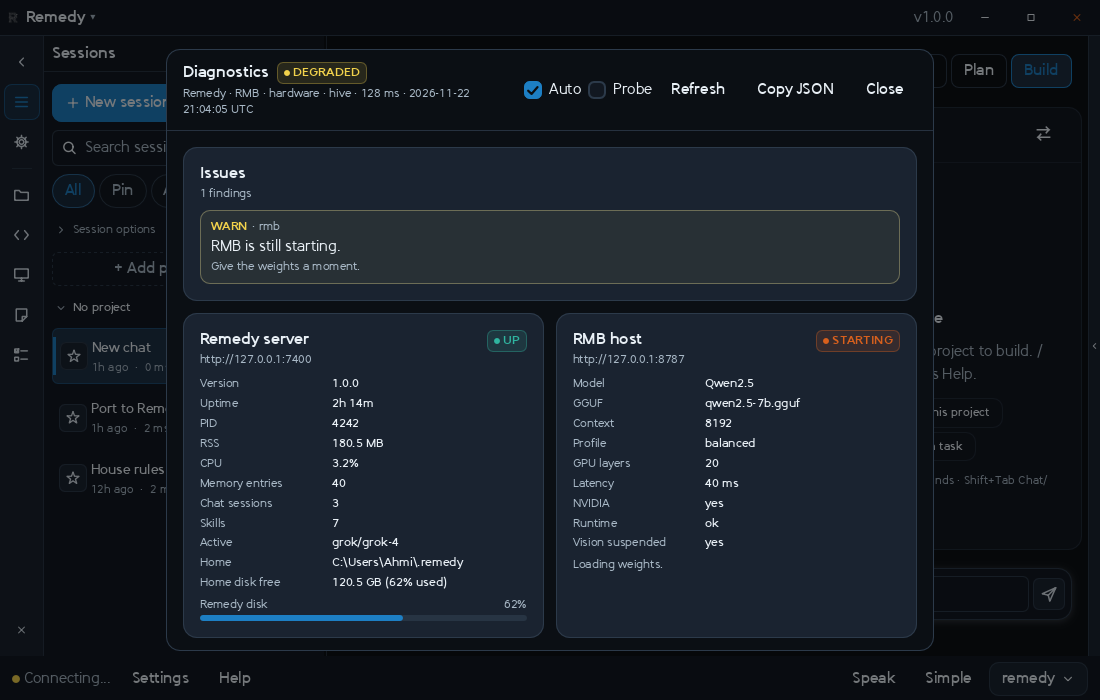 Remedy
v1.0.0
Sessions
Plan
Build
+ New session
Search sessi
All
Pin
Session options
+ Add p
No project
New chat
1h ago · 0 m
Port to Rem
1h ago · 2 m
House rules
12h ago · 2 m
Diagnostics
DEGRADED
Remedy · RMB · hardware · hive · 128 ms · 2026-11-22
21:04:05 UTC
Auto
Probe
Refresh
Copy JSON
Close
Issues
1 findings
WARN · rmb
RMB is still starting.
Give the weights a moment.
Remedy server
UP
http://127.0.0.1:7400
Version 1.0.0
Uptime 2h 14m
PID 4242
RSS 180.5 MB
CPU 3.2%
Memory entries 40
Chat sessions 3
Skills 7
Active grok/grok-4
Home C:\Users\Ahmi\.remedy
Home disk free 120.5 GB (62% used)
Remedy disk 62%
RMB host
STARTING
http://127.0.0.1:8787
Model Qwen2.5
GGUF qwen2.5-7b.gguf
Context 8192
Profile balanced
GPU layers 20
Latency 40 ms
NVIDIA yes
Runtime ok
Vision suspended yes
Loading weights.
project to build. /
s Help.
his project
task
nds · Shift+Tab Chat/
Connecting...
Settings
Help
Speak
Simple
remedy